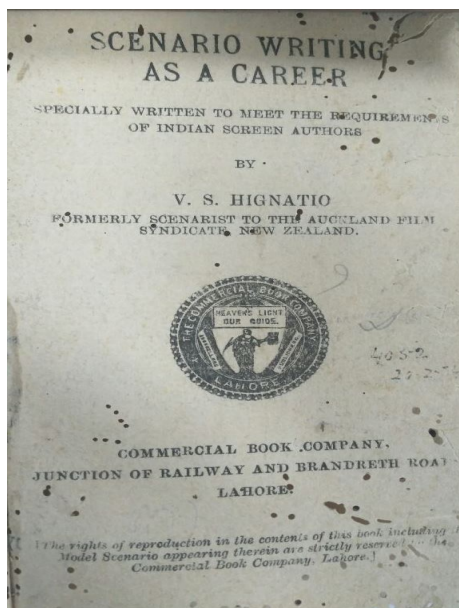 SCENARIO WRITING
AS A CAREER
SPECIALLY WRITTEN TO MEET THE REQUIREMENTS
OF INDIAN SCREEN AUTHORS
BY
V. S. HIGNATIO
FORMERLY SCENARIST TO THE AUCKLAND FILM
SYNDICATE, NEW ZEALAND.
THE COMMERCIAL BOOK COMPANY
HEAVENS LIGHT
OUR GUIDE.
LAHORE
COMMERCIAL BOOK COMPANY,
JUNCTION OF RAILWAY AND BRANDRETH ROAD
LAHORE.
[The rights of reproduction in the contents of this book including
Model Scenario appearing therein are strictly reserved the
Commercial Book Company, Lahore.]